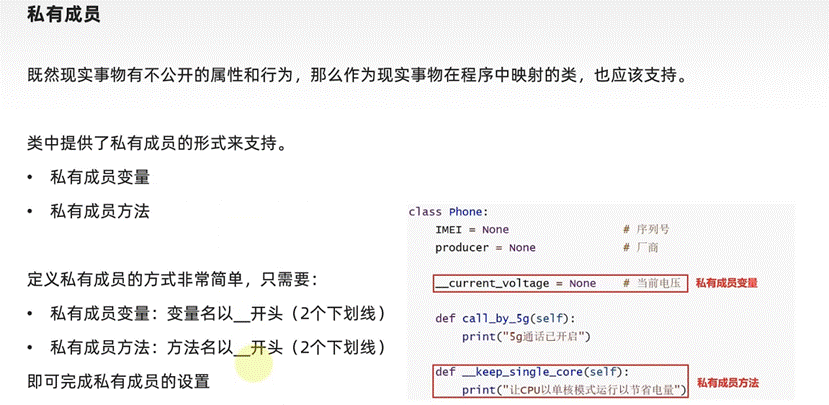 私有成员
既然现实事物有不公开的属性和行为，那么作为现实事物在程序中映射的类，也应该支持。
类中提供了私有成员的形式来支持。
• 私有成员变量
• 私有成员方法
定义私有成员的方式非常简单，只需要：
• 私有成员变量：变量名以__开头（2个下划线）
• 私有成员方法：方法名以__开头（2个下划线）
即可完成私有成员的设置
class Phone:
    IMEI = None                # 序列号
    producer = None            # 厂商
    __current_voltage = None    # 当前电压 私有成员变量
    def call_by_5g(self):
        print("5g通话已开启")
    def __keep_single_core(self):
        print("让CPU以单核模式运行以节省电量") 私有成员方法